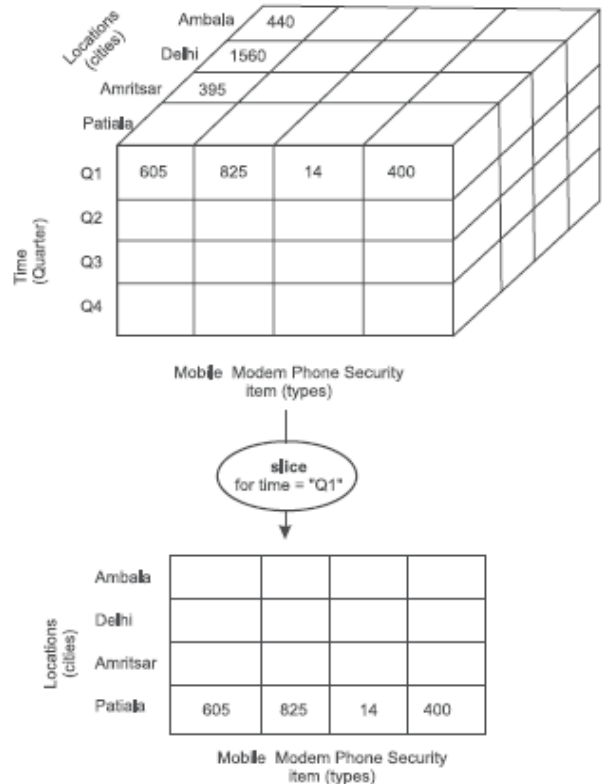 Locations
(cities)
Ambala 440
Delhi 1560
Amritsar 395
Patiala
Time
(Quarter)
Q1 605 825 14 400
Q2
Q3
Q4
Mobile Modem Phone Security
item (types)
slice
for time = "Q1"
Locations
(cities)
Ambala
Delhi
Amritsar
Patiala 605 825 14 400
Mobile Modem Phone Security
item (types)